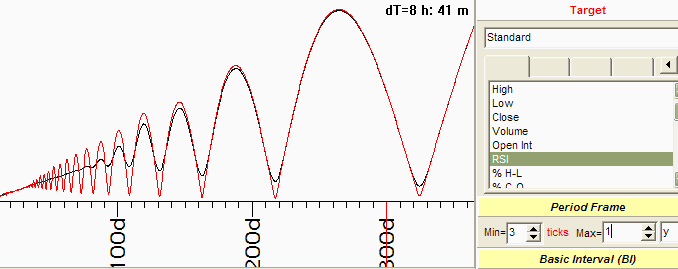 dT=8 h: 41 m
100d
200d
300d
Target
Standard
High
Low
Close
Volume
Open Int
RSI
% H-L
% C-O
Period Frame
Min= 3 ticks Max= 1 y
Basic Interval (BI)